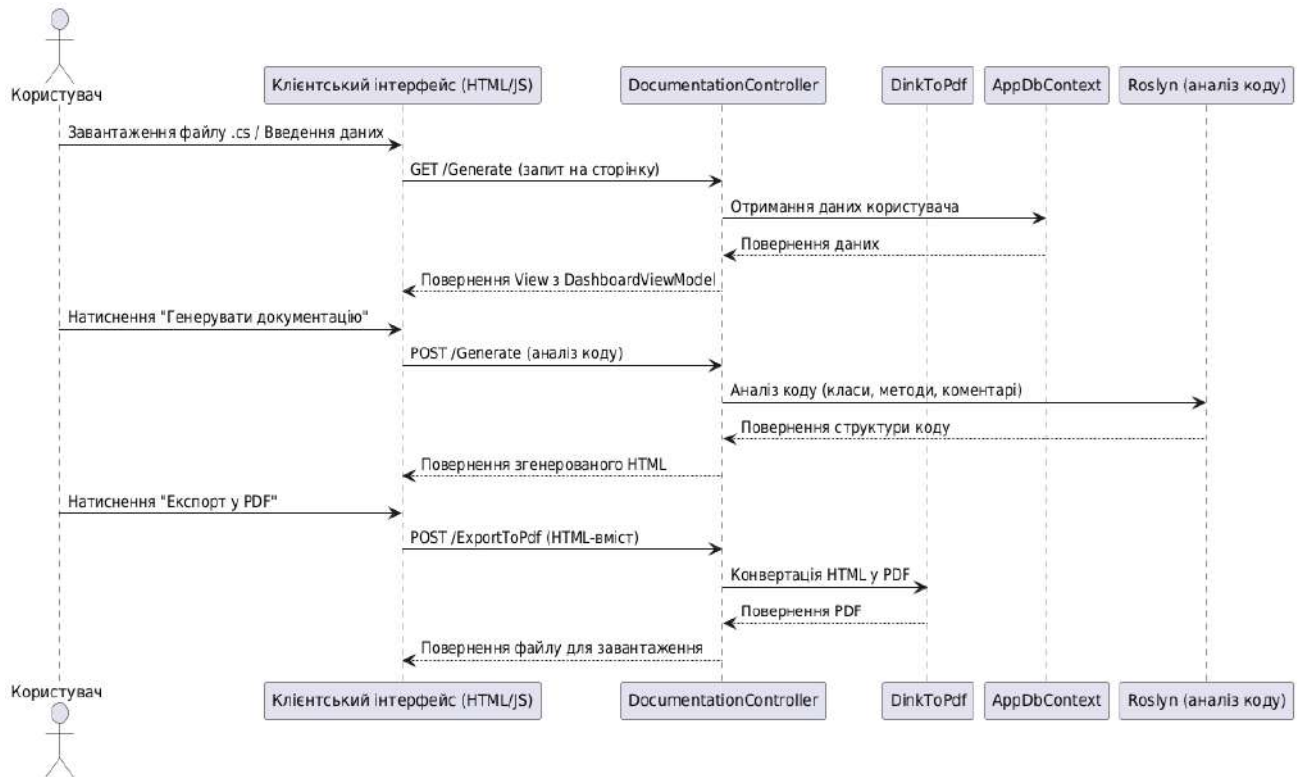 Користувач
Клієнтський інтерфейс (HTML/JS)
DocumentationController
DinkToPdf
AppDbContext
Roslyn (аналіз коду)
Завантаження файлу .cs / Введення даних
GET /Generate (запит на сторінку)
Отримання даних користувача
Повернення даних
Повернення View з DashboardViewModel
Натиснення "Генерувати документацію"
POST /Generate (аналіз коду)
Аналіз коду (класи, методи, коментарі)
Повернення структури коду
Повернення згенерованого HTML
Натиснення "Експорт у PDF"
POST /ExportToPdf (HTML-вміст)
Конвертація HTML у PDF
Повернення PDF
Повернення файлу для завантаження
Користувач
Клієнтський інтерфейс (HTML/JS)
DocumentationController
DinkToPdf
AppDbContext
Roslyn (аналіз коду)